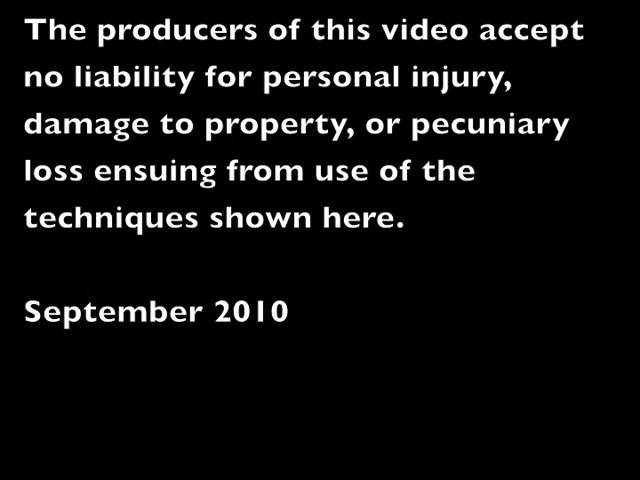 The producers of this video accept
no liability for personal injury,
damage to property, or pecuniary
loss ensuing from use of the
techniques shown here.
September 2010